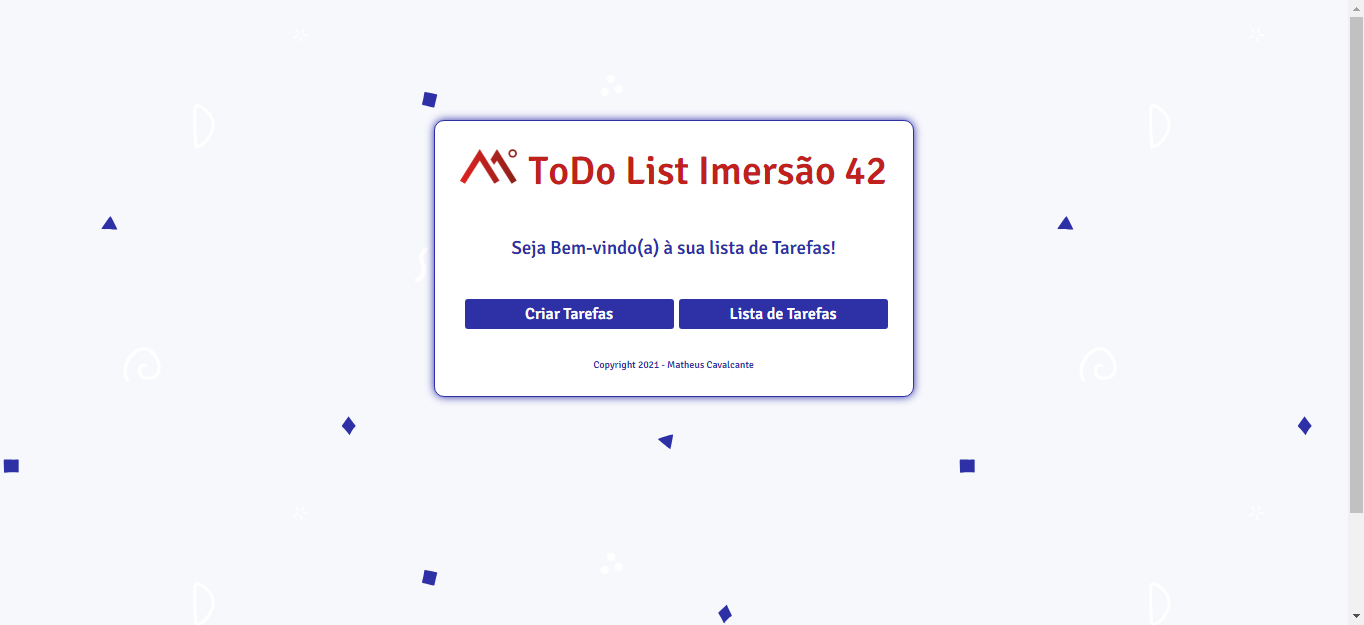 ToDo List Imersão 42
Seja Bem-vindo(a) à sua lista de Tarefas!
Criar Tarefas Lista de Tarefas
Copyright 2021 - Matheus Cavalcante